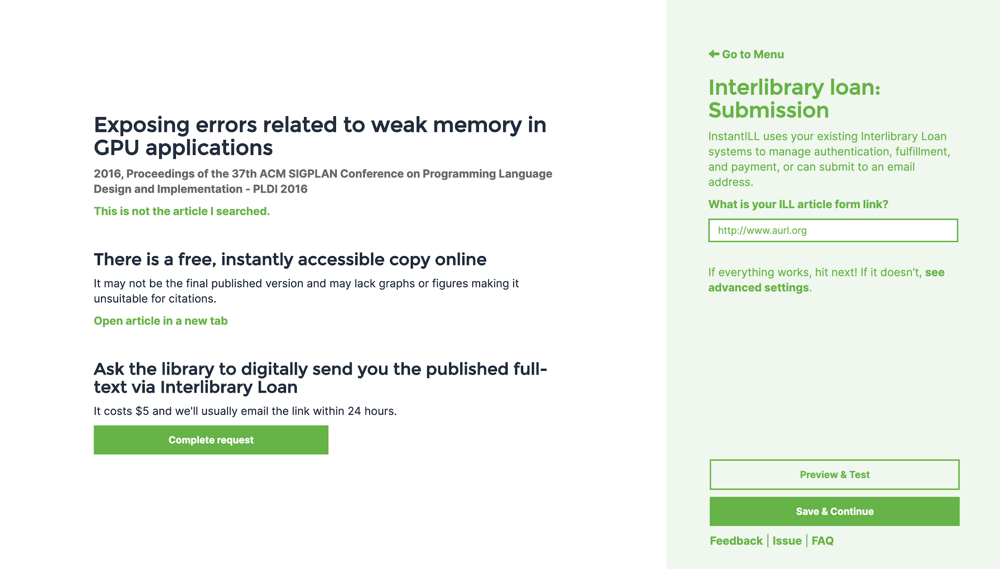 Exposing errors related to weak memory in
GPU applications
2016, Proceedings of the 37th ACM SIGPLAN Conference on Programming Language
Design and Implementation - PLDI 2016
This is not the article I searched.
There is a free, instantly accessible copy online
It may not be the final published version and may lack graphs or figures making it
unsuitable for citations.
Open article in a new tab
Ask the library to digitally send you the published full-
text via Interlibrary Loan
It costs $5 and we'll usually email the link within 24 hours.
Complete request
Go to Menu
Interlibrary loan:
Submission
InstantILL uses your existing Interlibrary Loan
systems to manage authentication, fulfillment,
and payment, or can submit to an email
address.
What is your ILL article form link?
http://www.aurl.org
If everything works, hit next! If it doesn’t, see
advanced settings.
Preview & Test
Save & Continue
Feedback | Issue | FAQ